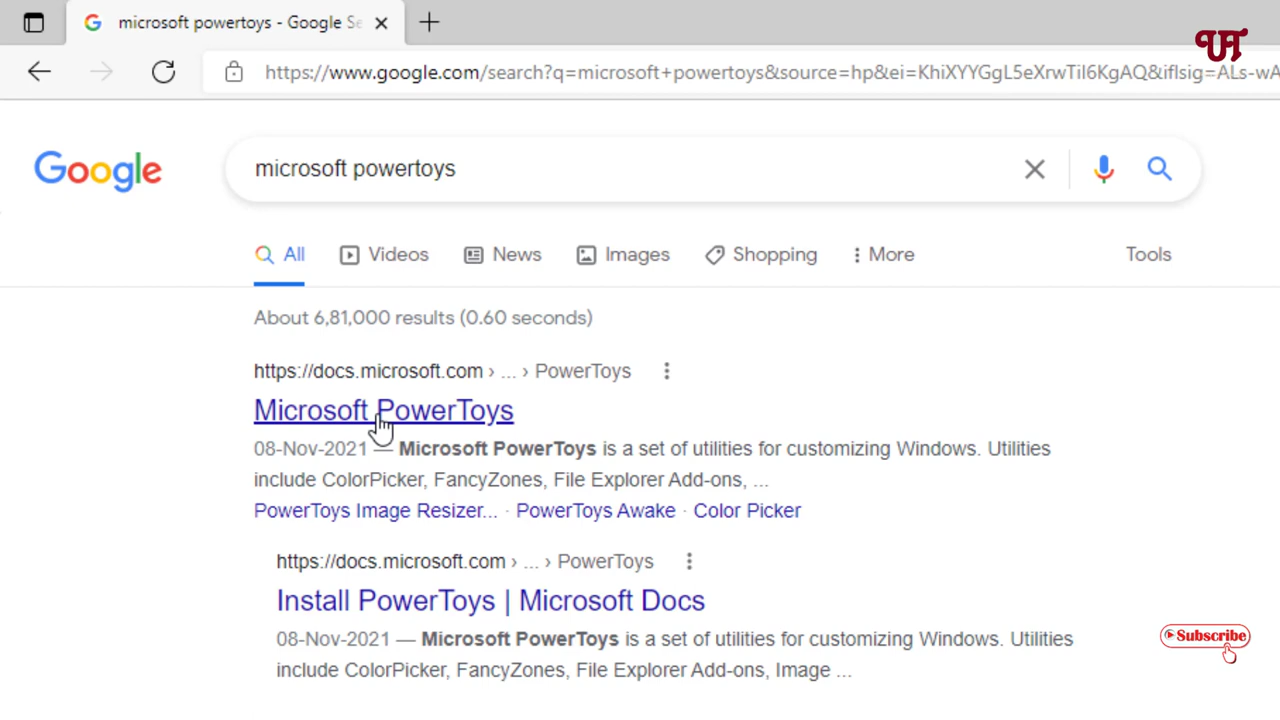 microsoft powertoys - Google Se
https://www.google.com/search?q=microsoft+powertoys&source=hp&ei=KhiXYYGgL5eXrwTil6KgAQ&iflsig=ALs-wA
UT
Google
microsoft powertoys
All Videos News Images Shopping More Tools
About 6,81,000 results (0.60 seconds)
https://docs.microsoft.com › ... › PowerToys
Microsoft PowerToys
08-Nov-2021 — Microsoft PowerToys is a set of utilities for customizing Windows. Utilities
include ColorPicker, FancyZones, File Explorer Add-ons, ...
PowerToys Image Resizer... · PowerToys Awake · Color Picker
https://docs.microsoft.com › ... › PowerToys
Install PowerToys | Microsoft Docs
08-Nov-2021 — Microsoft PowerToys is a set of utilities for customizing Windows. Utilities
include ColorPicker, FancyZones, File Explorer Add-ons, Image ...
Subscribe